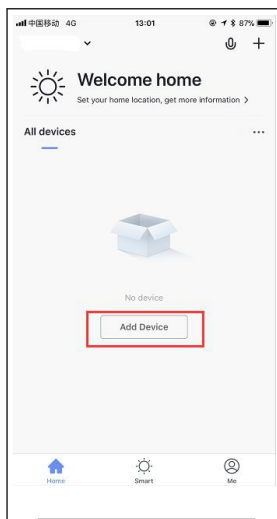 中国移动 4G 13:01 87%
Welcome home
Set your home location, get more information >
All devices
No device
Add Device
Home Smart Me